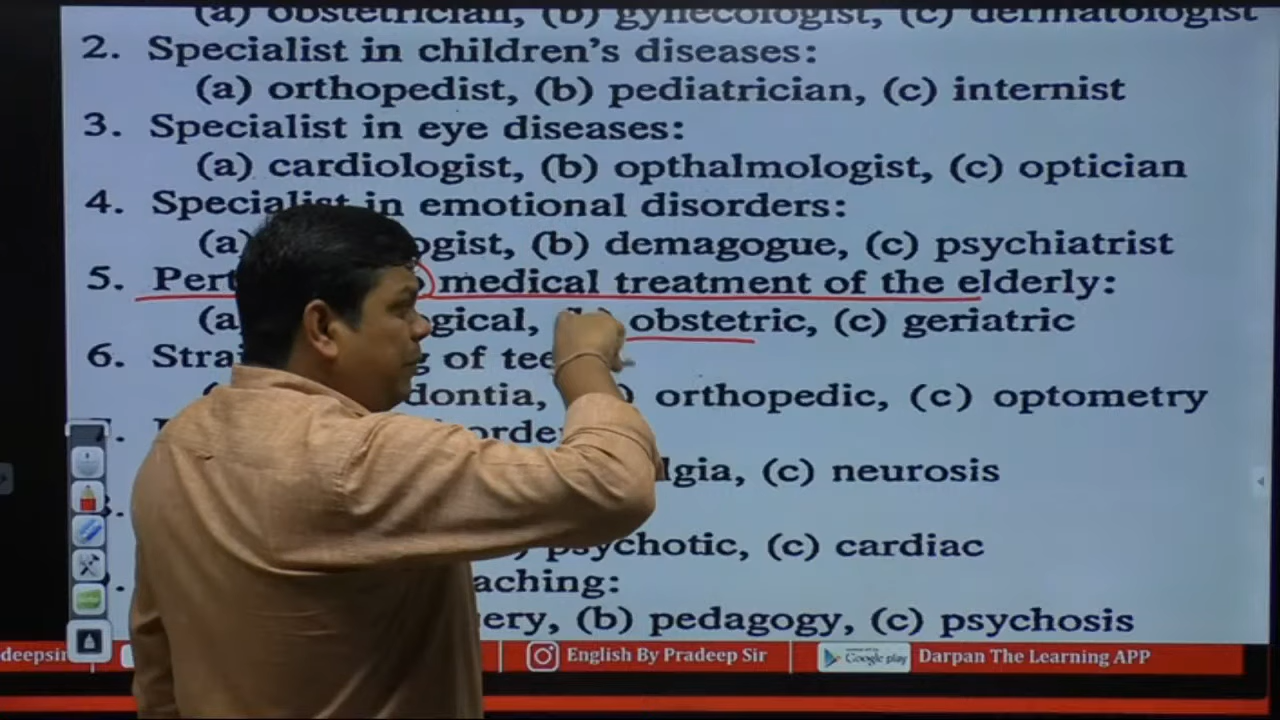 (a) obstetrician, (b) gynecologist, (c) dermatologist
2. Specialist in children's diseases:
(a) orthopedist, (b) pediatrician, (c) internist
3. Specialist in eye diseases:
(a) cardiologist, (b) opthalmologist, (c) optician
4. Specialist in emotional disorders:
(a) ogist, (b) demagogue, (c) psychiatrist
5. Pert medical treatment of the elderly:
(a) gical, obstetric, (c) geriatric
6. Stra g of tee
dontia, orthopedic, (c) optometry
orde
lgia, (c) neurosis
psychotic, (c) cardiac
aching:
ery, (b) pedagogy, (c) psychosis
deepsir English By Pradeep Sir Google play Darpan The Learning APP